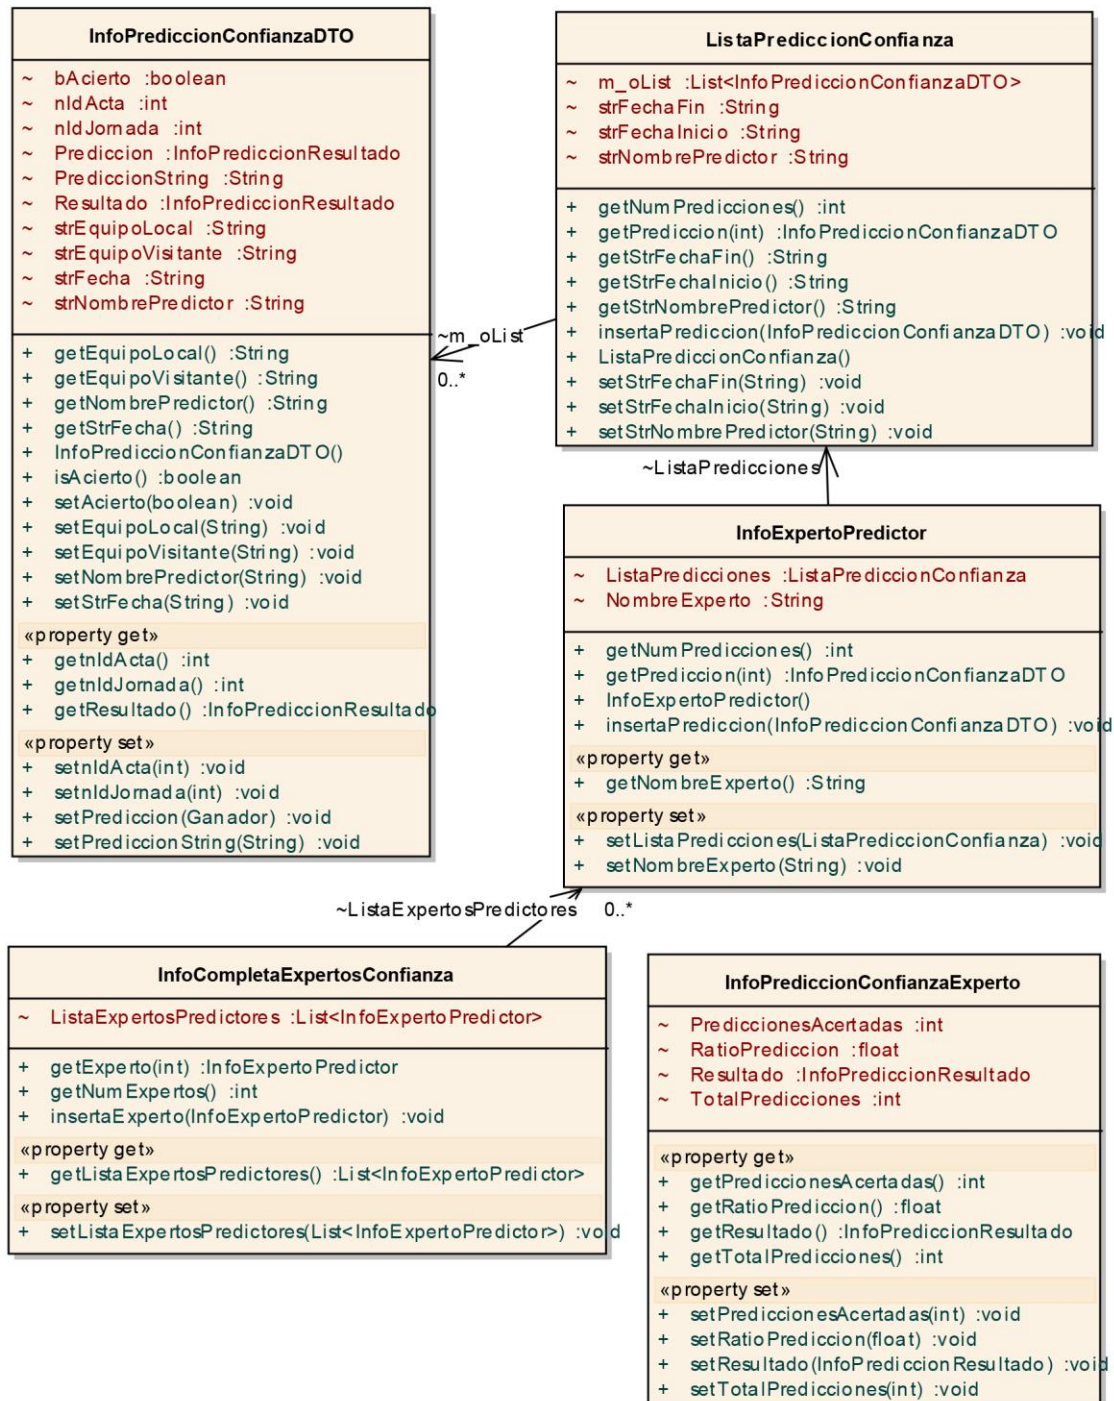 InfoPrediccionConfianzaDTO
~ bAcierto :boolean
~ nIdActa :int
~ nIdJornada :int
~ Prediccion :InfoPrediccionResultado
~ PrediccionString :String
~ Resultado :InfoPrediccionResultado
~ strEquipoLocal :String
~ strEquipoVisitante :String
~ strFecha :String
~ strNombrePredictor :String
+ getEquipoLocal() :String
+ getEquipoVisitante() :String
+ getNombrePredictor() :String
+ getStrFecha() :String
+ InfoPrediccionConfianzaDTO()
+ isAcierto() :boolean
+ setAcierto(boolean) :void
+ setEquipoLocal(String) :void
+ setEquipoVisitante(String) :void
+ setNombrePredictor(String) :void
+ setStrFecha(String) :void
«property get»
+ getnIdActa() :int
+ getnIdJornada() :int
+ getResultado() :InfoPrediccionResultado
«property set»
+ setnIdActa(int) :void
+ setnIdJornada(int) :void
+ setPrediccion(Ganador) :void
+ setPrediccionString(String) :void
~m_oList
0..*
ListaPrediccionConfianza
~ m_oList :List<InfoPrediccionConfianzaDTO>
~ strFechaFin :String
~ strFechaInicio :String
~ strNombrePredictor :String
+ getNumPredicciones() :int
+ getPrediccion(int) :InfoPrediccionConfianzaDTO
+ getStrFechaFin() :String
+ getStrFechaInicio() :String
+ getStrNombrePredictor() :String
+ insertaPrediccion(InfoPrediccionConfianzaDTO) :void
+ ListaPrediccionConfianza()
+ setStrFechaFin(String) :void
+ setStrFechaInicio(String) :void
+ setStrNombrePredictor(String) :void
~ListaPredicciones
InfoExpertoPredictor
~ ListaPredicciones :ListaPrediccionConfianza
~ NombreExperto :String
+ getNumPredicciones() :int
+ getPrediccion(int) :InfoPrediccionConfianzaDTO
+ InfoExpertoPredictor()
+ insertaPrediccion(InfoPrediccionConfianzaDTO) :void
«property get»
+ getNombreExperto() :String
«property set»
+ setListaPredicciones(ListaPrediccionConfianza) :void
+ setNombreExperto(String) :void
~ListaExpertosPredictores 0..*
InfoCompletaExpertosConfianza
~ ListaExpertosPredictores :List<InfoExpertoPredictor>
+ getExperto(int) :InfoExpertoPredictor
+ getNumExpertos() :int
+ insertaExperto(InfoExpertoPredictor) :void
«property get»
+ getListaExpertosPredictores() :List<InfoExpertoPredictor>
«property set»
+ setListaExpertosPredictores(List<InfoExpertoPredictor>) :void
InfoPrediccionConfianzaExperto
~ PrediccionesAcertadas :int
~ RatioPrediccion :float
~ Resultado :InfoPrediccionResultado
~ TotalPredicciones :int
«property get»
+ getPrediccionesAcertadas() :int
+ getRatioPrediccion() :float
+ getResultado() :InfoPrediccionResultado
+ getTotalPredicciones() :int
«property set»
+ setPrediccionesAcertadas(int) :void
+ setRatioPrediccion(float) :void
+ setResultado(InfoPrediccionResultado) :void
+ setTotalPredicciones(int) :void